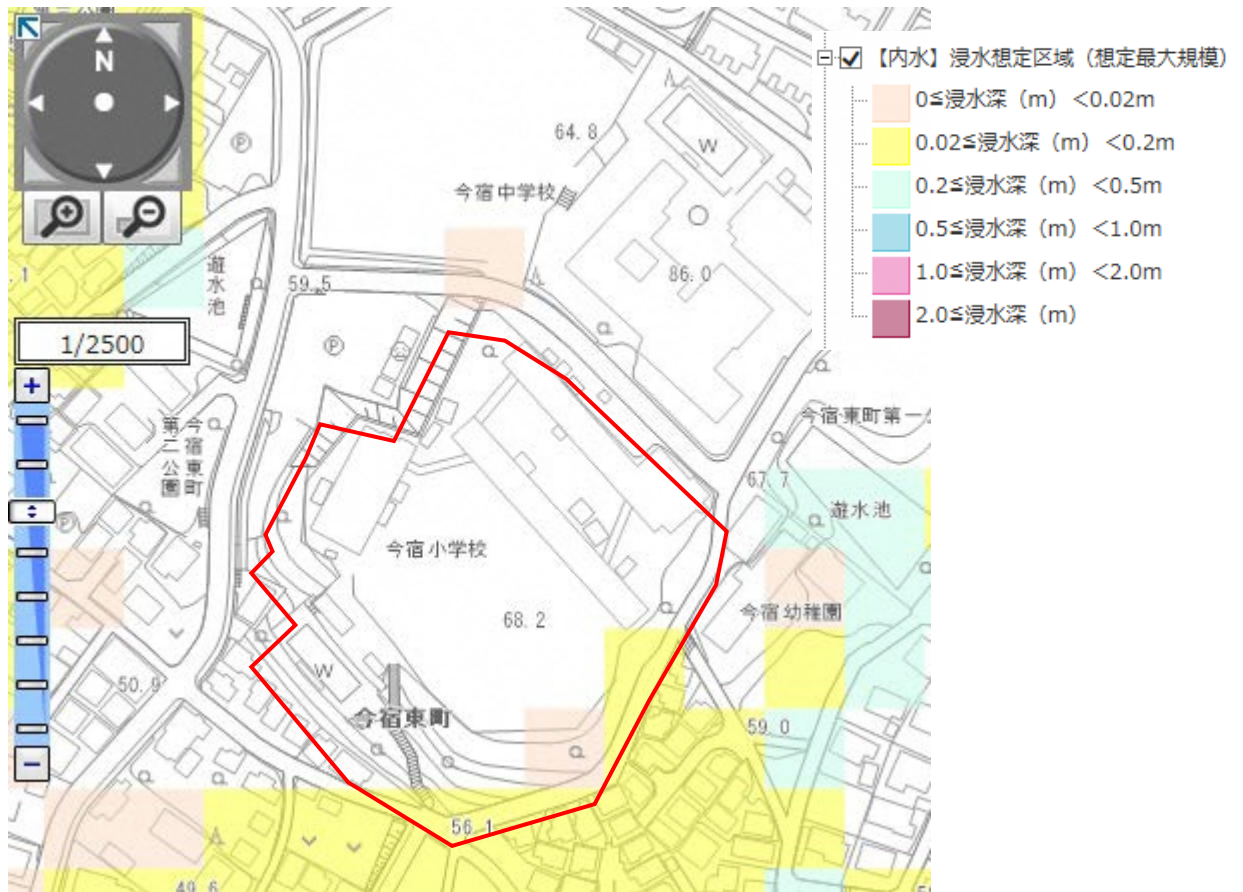 N
【内水】浸水想定区域（想定最大規模）
0≦浸水深（m）＜0.02m
0.02≦浸水深（m）＜0.2m
0.2≦浸水深（m）＜0.5m
0.5≦浸水深（m）＜1.0m
1.0≦浸水深（m）＜2.0m
2.0≦浸水深（m）
P
64.8
W
今宿中学校
86.0
遊水池
59.5
1/2500
P
今宿東町第一
今宿東町
第二公園
67.7
遊水池
P
今宿小学校
今宿幼稚園
68.2
W
50.9
今宿東町
59.0
56.1
49.6